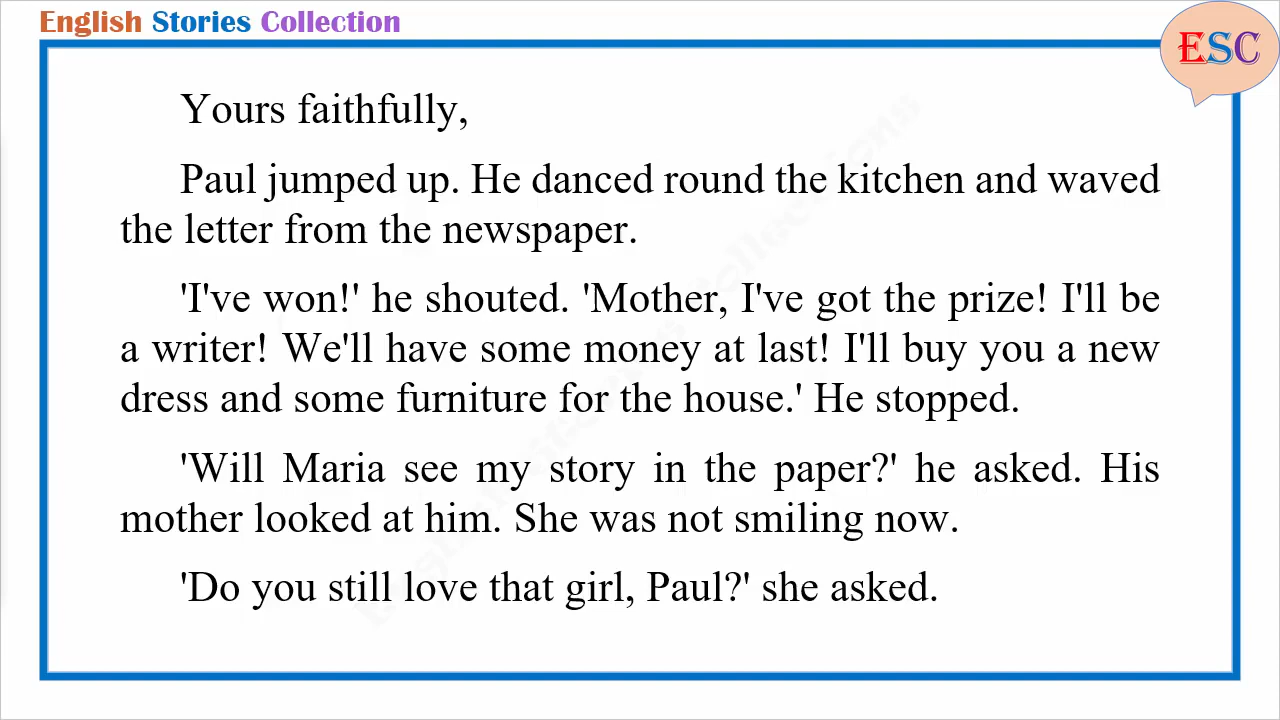 English Stories Collection
ESC
Yours faithfully,
Paul jumped up. He danced round the kitchen and waved
the letter from the newspaper.
'I've won!' he shouted. 'Mother, I've got the prize! I'll be
a writer! We'll have some money at last! I'll buy you a new
dress and some furniture for the house.' He stopped.
'Will Maria see my story in the paper?' he asked. His
mother looked at him. She was not smiling now.
'Do you still love that girl, Paul?' she asked.